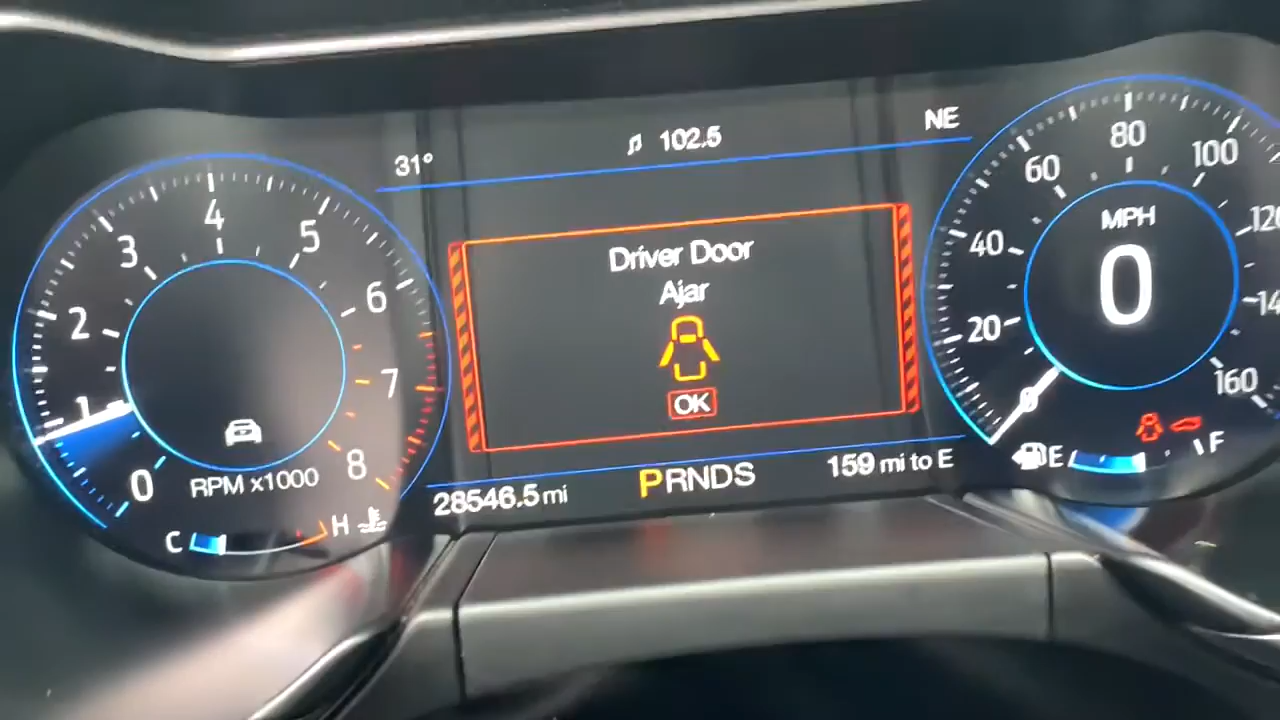 31° 102.5 NE
Driver Door
Ajar
OK
28546.5 mi PRNDS 159 mi to E
0 1 2 3 4 5 6 7 8
RPM x1000
C H
0 20 40 60 80 100 160
MPH
0
E F